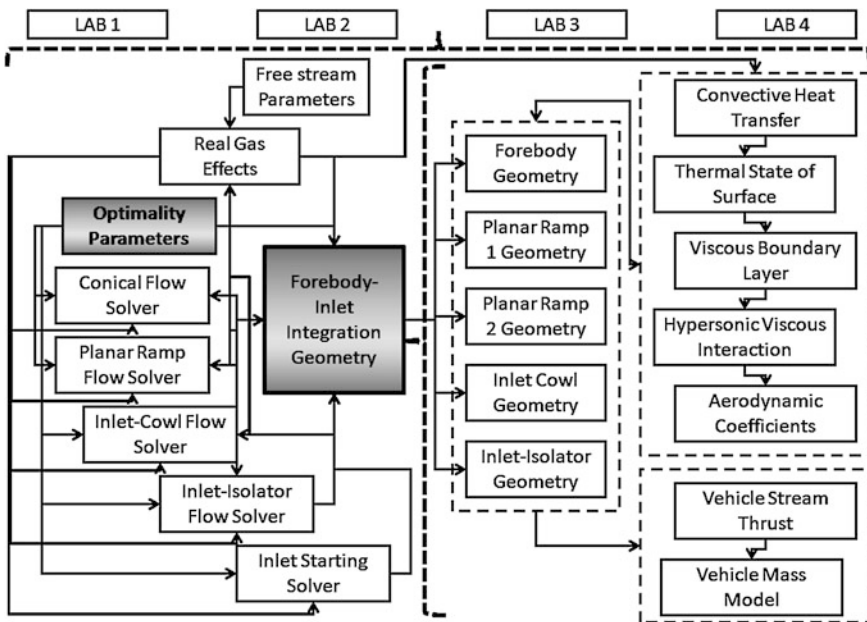 LAB 1
LAB 2
LAB 3
LAB 4
Free stream
Parameters
Real Gas
Effects
Optimality
Parameters
Conical Flow
Solver
Planar Ramp
Flow Solver
Inlet-Cowl Flow
Solver
Inlet-Isolator
Flow Solver
Inlet Starting
Solver
Forebody-
Inlet
Integration
Geometry
Forebody
Geometry
Planar Ramp
1 Geometry
Planar Ramp
2 Geometry
Inlet Cowl
Geometry
Inlet-Isolator
Geometry
Convective Heat
Transfer
Thermal State of
Surface
Viscous Boundary
Layer
Hypersonic Viscous
Interaction
Aerodynamic
Coefficients
Vehicle Stream
Thrust
Vehicle Mass
Model